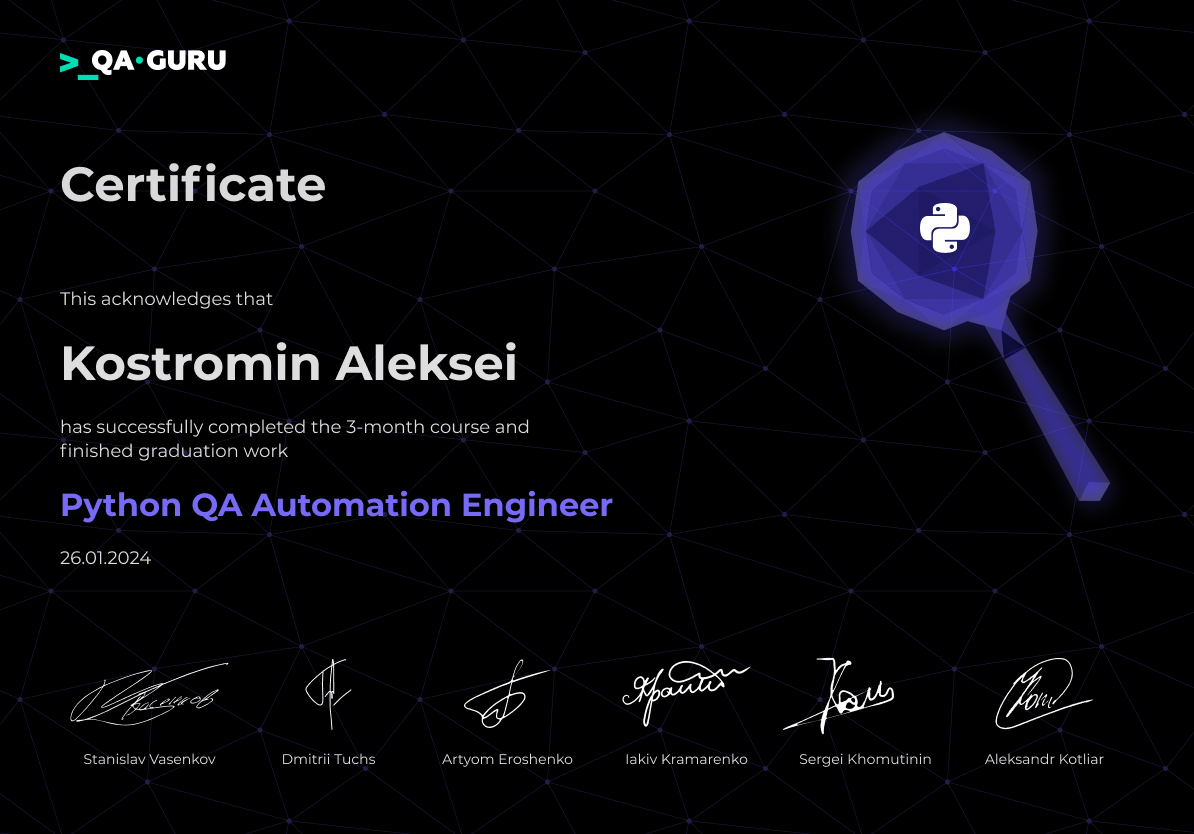 >_QA·GURU
Certificate
This acknowledges that
Kostromin Aleksei
has successfully completed the 3-month course and
finished graduation work
Python QA Automation Engineer
26.01.2024
Stanislav Vasenkov Dmitrii Tuchs Artyom Eroshenko Iakiv Kramarenko Sergei Khomutinin Aleksandr Kotliar